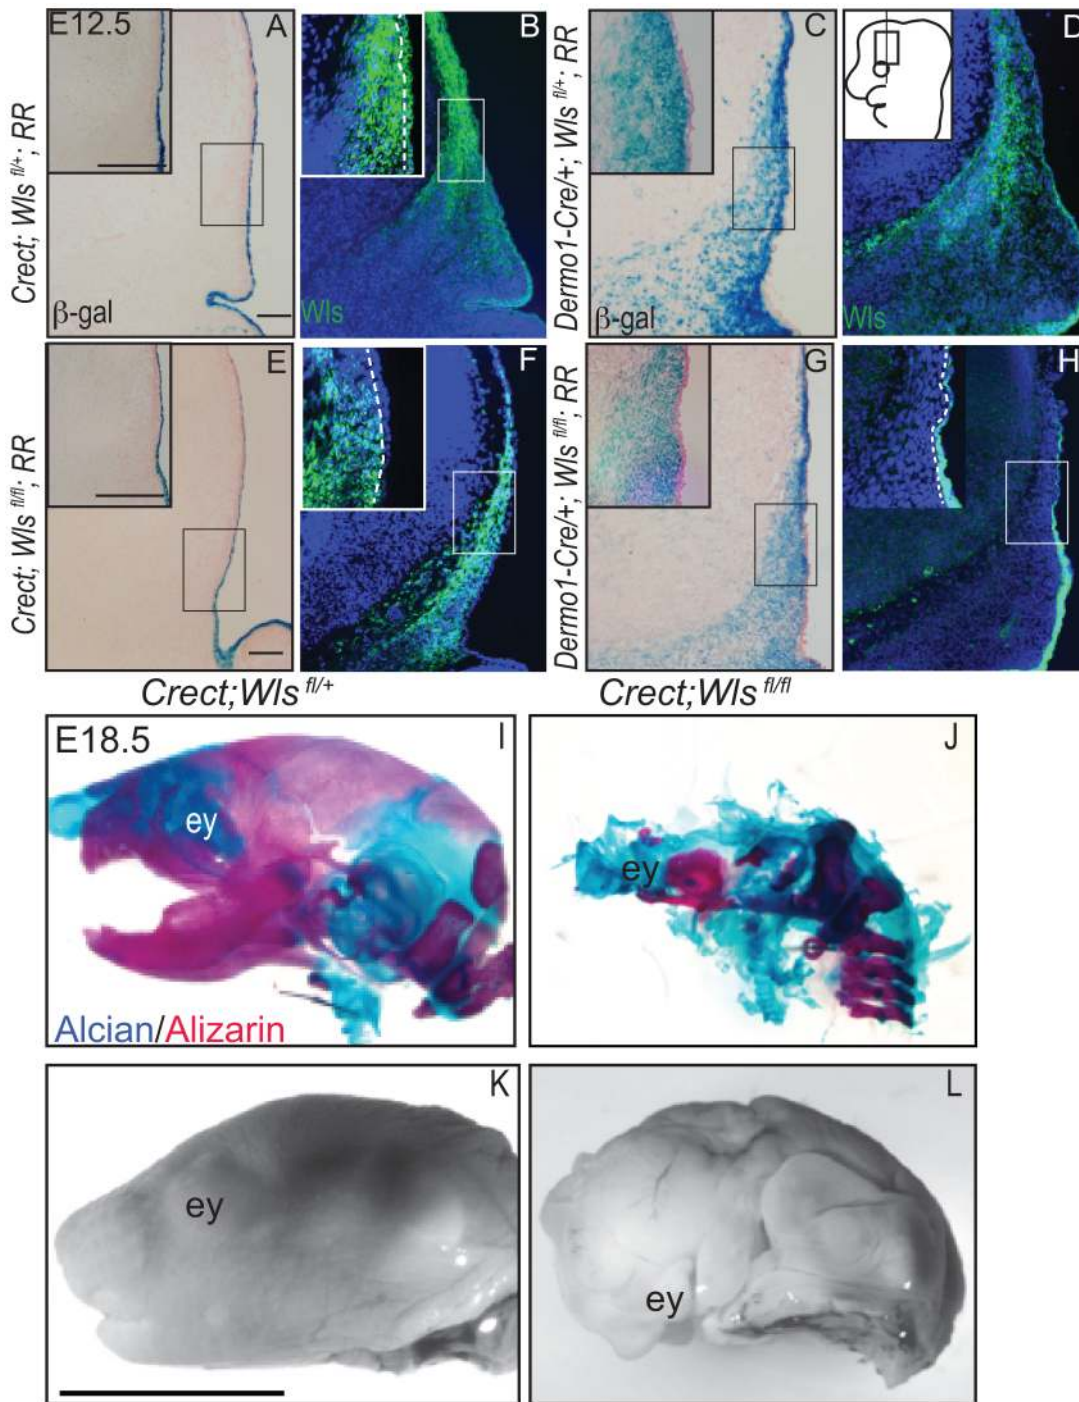 E12.5
A
B
C
D
Crect; Wls fl/+; RR
β-gal
Wls
Dermo1-Cre/+; Wls fl/+; RR
β-gal
Wls
E
F
G
H
Crect; Wls fl/fl; RR
Dermo1-Cre/+; Wls fl/fl; RR
Crect;Wls fl/+
Crect;Wls fl/fl
E18.5
I
J
ey
ey
Alcian/Alizarin
K
L
ey
ey